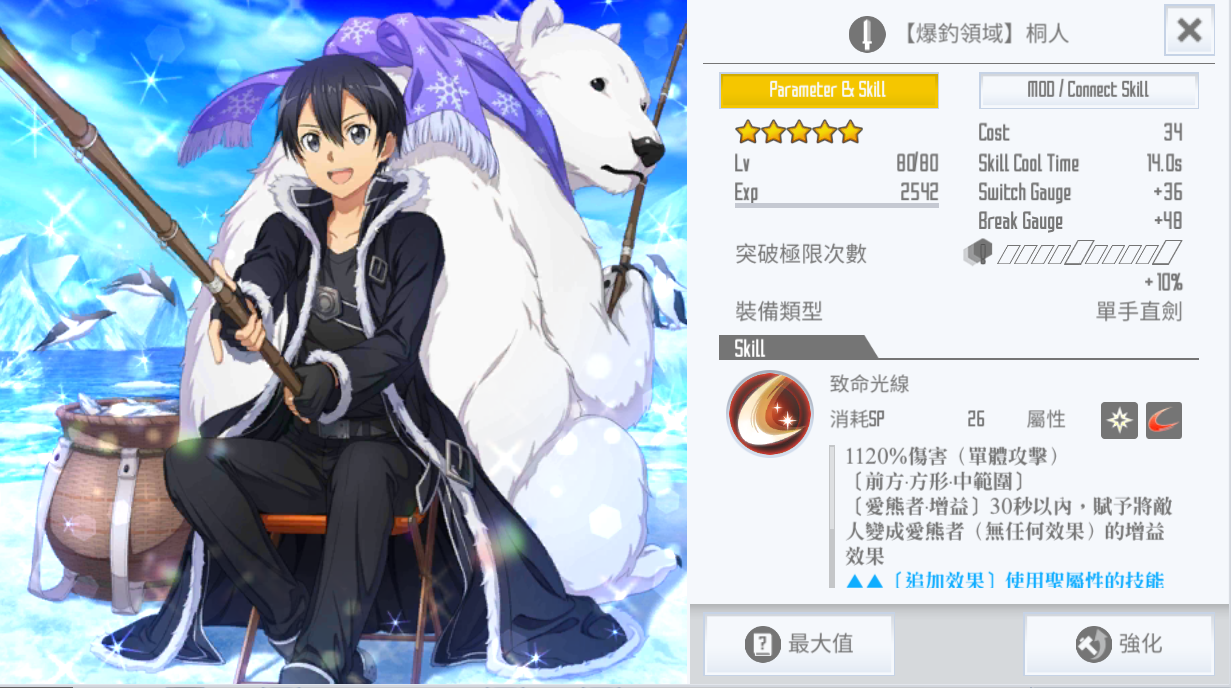 【爆釣領域】桐人
Parameter & Skill
MOD / Connect Skill
Lv 80/80
Exp 2542
Cost 34
Skill Cool Time 14.0s
Switch Gauge +36
Break Gauge +48
突破極限次數
+10%
裝備類型 單手直劍
Skill
致命光線
消耗SP 26 屬性
1120%傷害（單體攻擊）
〔前方·方形·中範圍〕
〔愛熊者·增益〕30秒以內，賦予將敵
人變成愛熊者（無任何效果）的增益
效果
▲▲〔追加效果〕使用聖屬性的技能
最大值
強化